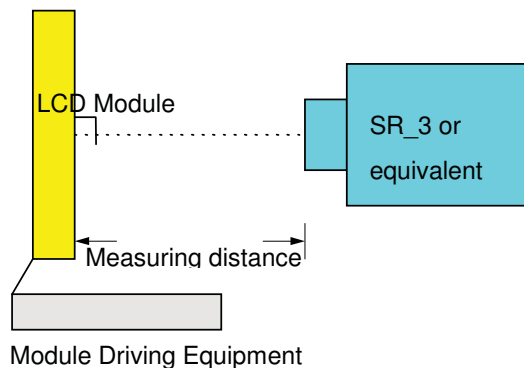 LCD Module
SR_3 or
equivalent
Measuring distance
Module Driving Equipment